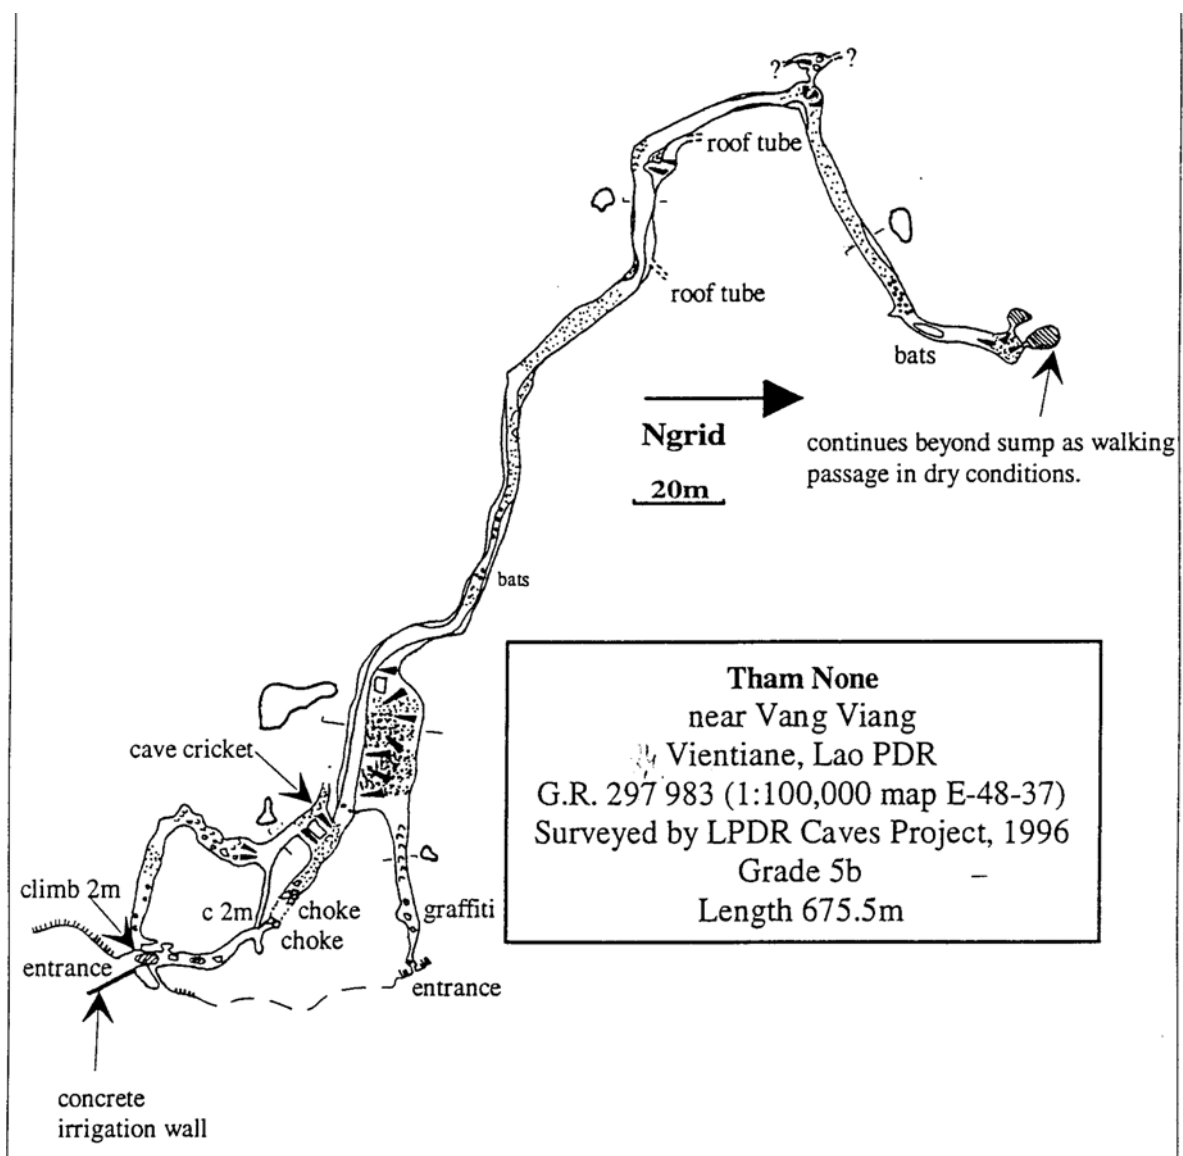 ? ?
roof tube
roof tube
bats
Ngrid
20m
continues beyond sump as walking
passage in dry conditions.
bats
Tham None
near Vang Viang
Vientiane, Lao PDR
G.R. 297 983 (1:100,000 map E-48-37)
Surveyed by LPDR Caves Project, 1996
Grade 5b
Length 675.5m
cave cricket
climb 2m
c 2m
choke
choke
graffiti
entrance
entrance
concrete
irrigation wall